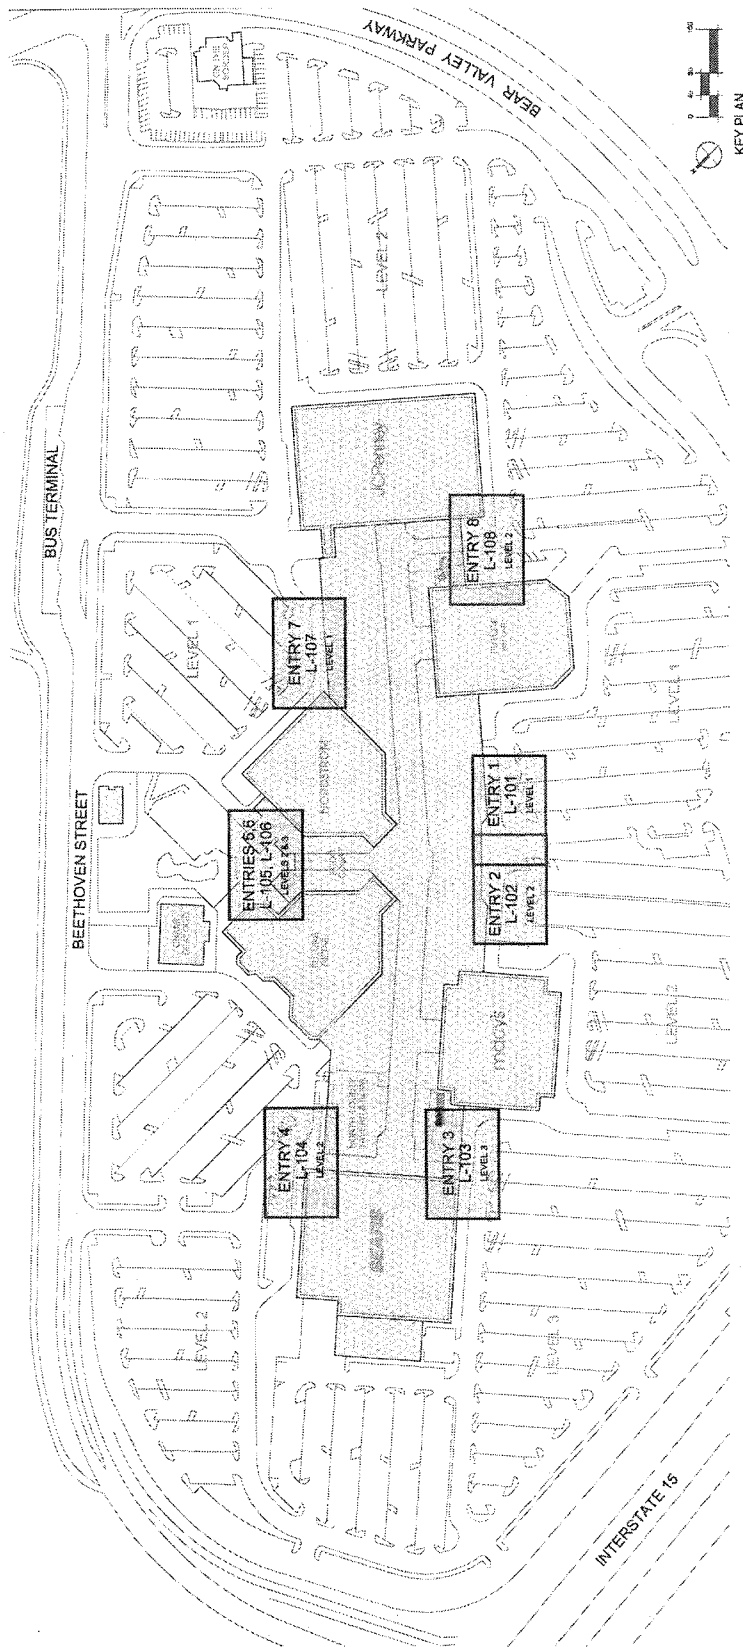 BEAR VALLEY PARKWAY
KEY PLAN
LEVEL 2
BUS TERMINAL
JCPenney
LEVEL 1
ENTRY 7
L-107
LEVEL 1
ENTRY 8
L-108
LEVEL 2
NORDSTROM
LEVEL 1
BEETHOVEN STREET
ENTRIES 5,6
L-105, L-106
LEVELS 2 & 3
ENTRY 1
L-101
LEVEL 1
ENTRY 2
L-102
LEVEL 2
macys
LEVEL 2
ENTRY 4
L-104
LEVEL 2
ENTRY 3
L-103
LEVEL 3
SEARS
LEVEL 2
LEVEL 3
INTERSTATE 15